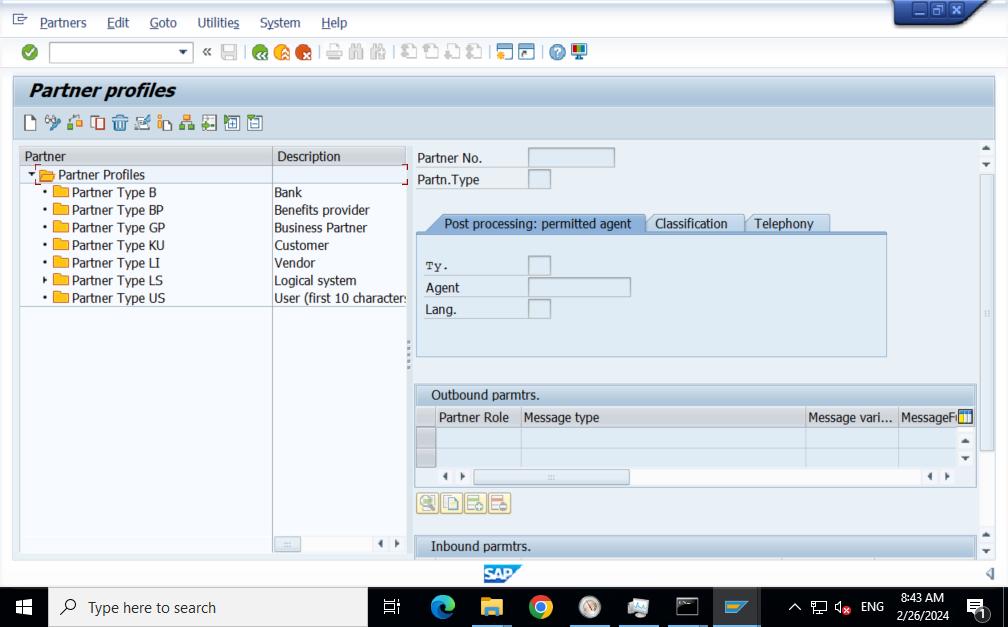 Partners Edit Goto Utilities System Help
Partner profiles
Partner Description
Partner Profiles
Partner Type B Bank
Partner Type BP Benefits provider
Partner Type GP Business Partner
Partner Type KU Customer
Partner Type LI Vendor
Partner Type LS Logical system
Partner Type US User (first 10 characters
Partner No.
Partn.Type
Post processing: permitted agent Classification Telephony
Ty.
Agent
Lang.
Outbound parmtrs.
Partner Role Message type Message vari... MessageF
Inbound parmtrs.
SAP
Type here to search
ENG
8:43 AM
2/26/2024
1